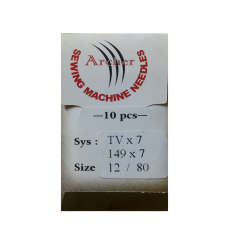 Archer
SEWING MACHINE NEEDLES
—10 pcs—
Sys : TV x 7
149 x 7
Size 12 / 80